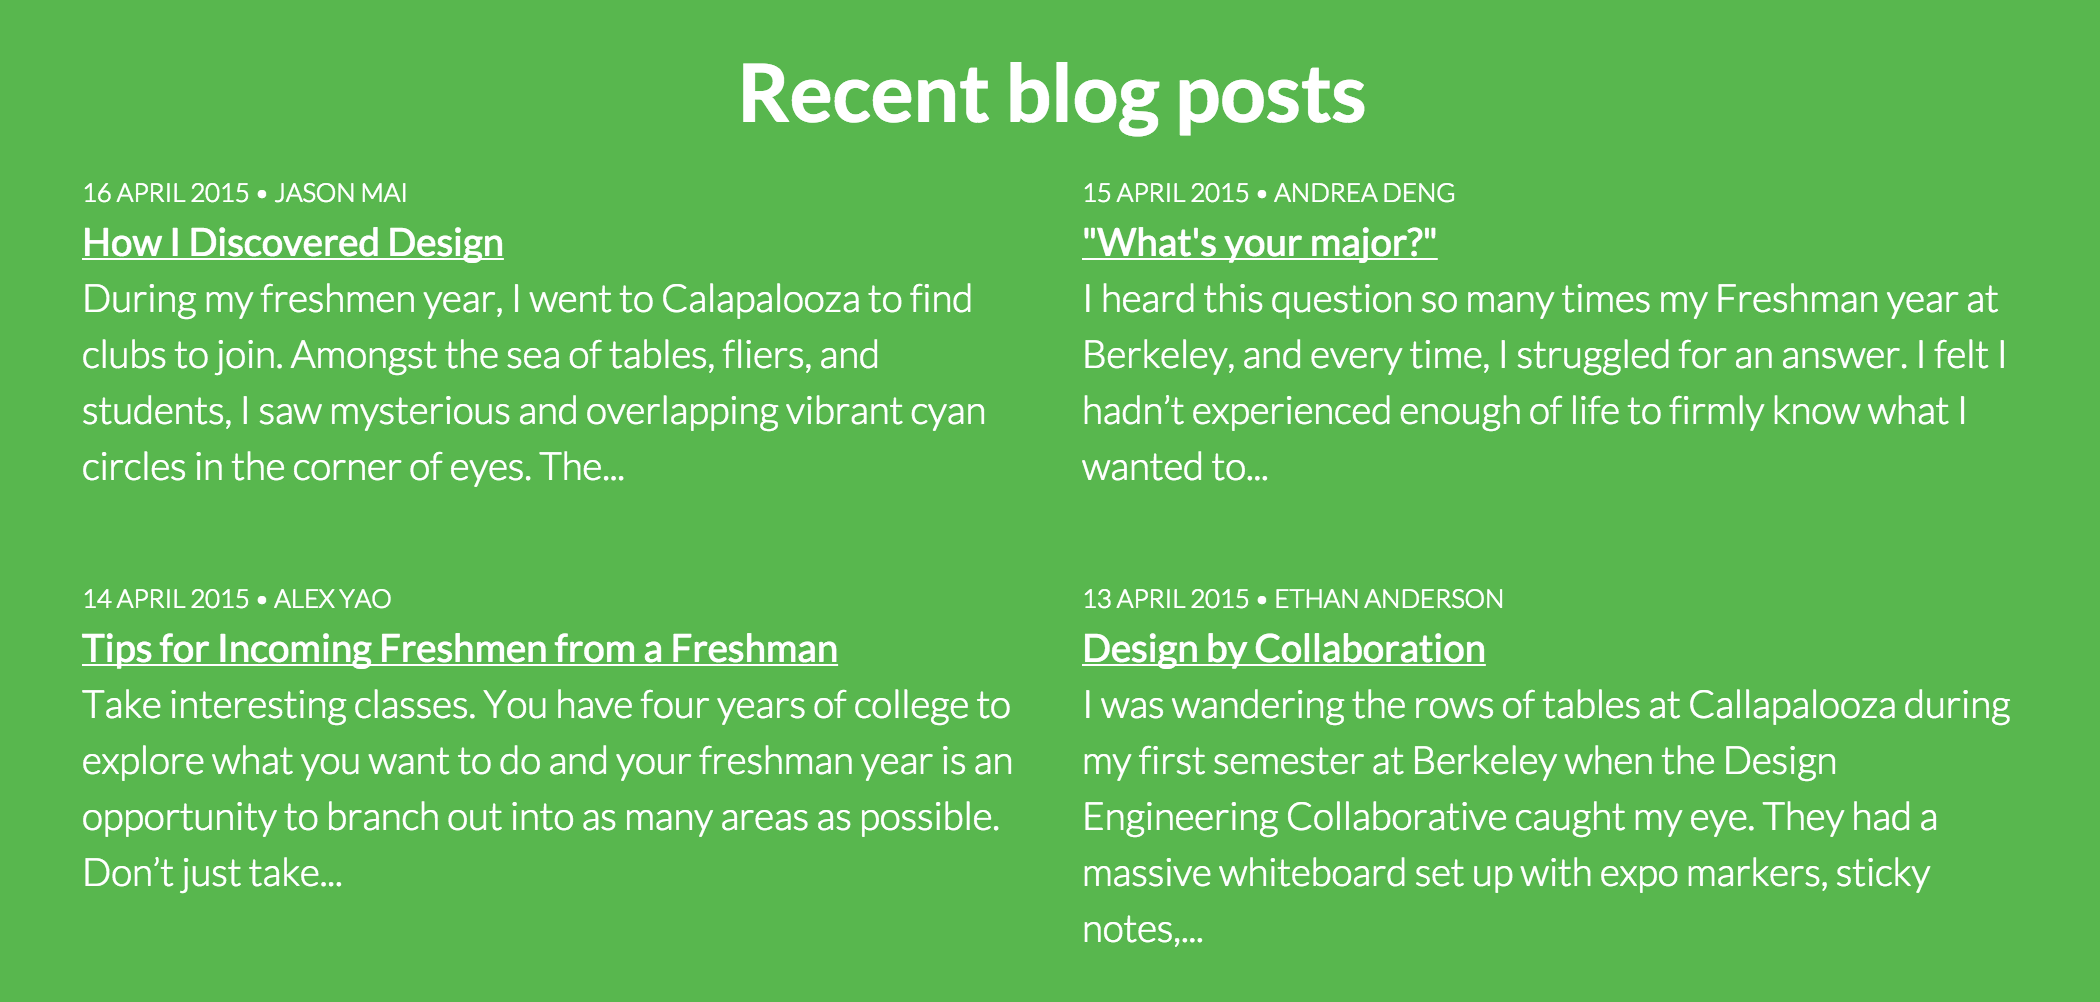 Recent blog posts
16 APRIL 2015 • JASON MAI
How I Discovered Design
During my freshmen year, I went to Calapalooza to find
clubs to join. Amongst the sea of tables, fliers, and
students, I saw mysterious and overlapping vibrant cyan
circles in the corner of eyes. The...
15 APRIL 2015 • ANDREA DENG
"What's your major?"
I heard this question so many times my Freshman year at
Berkeley, and every time, I struggled for an answer. I felt I
hadn’t experienced enough of life to firmly know what I
wanted to...
14 APRIL 2015 • ALEX YAO
Tips for Incoming Freshmen from a Freshman
Take interesting classes. You have four years of college to
explore what you want to do and your freshman year is an
opportunity to branch out into as many areas as possible.
Don’t just take...
13 APRIL 2015 • ETHAN ANDERSON
Design by Collaboration
I was wandering the rows of tables at Callapalooza during
my first semester at Berkeley when the Design
Engineering Collaborative caught my eye. They had a
massive whiteboard set up with expo markers, sticky
notes,...